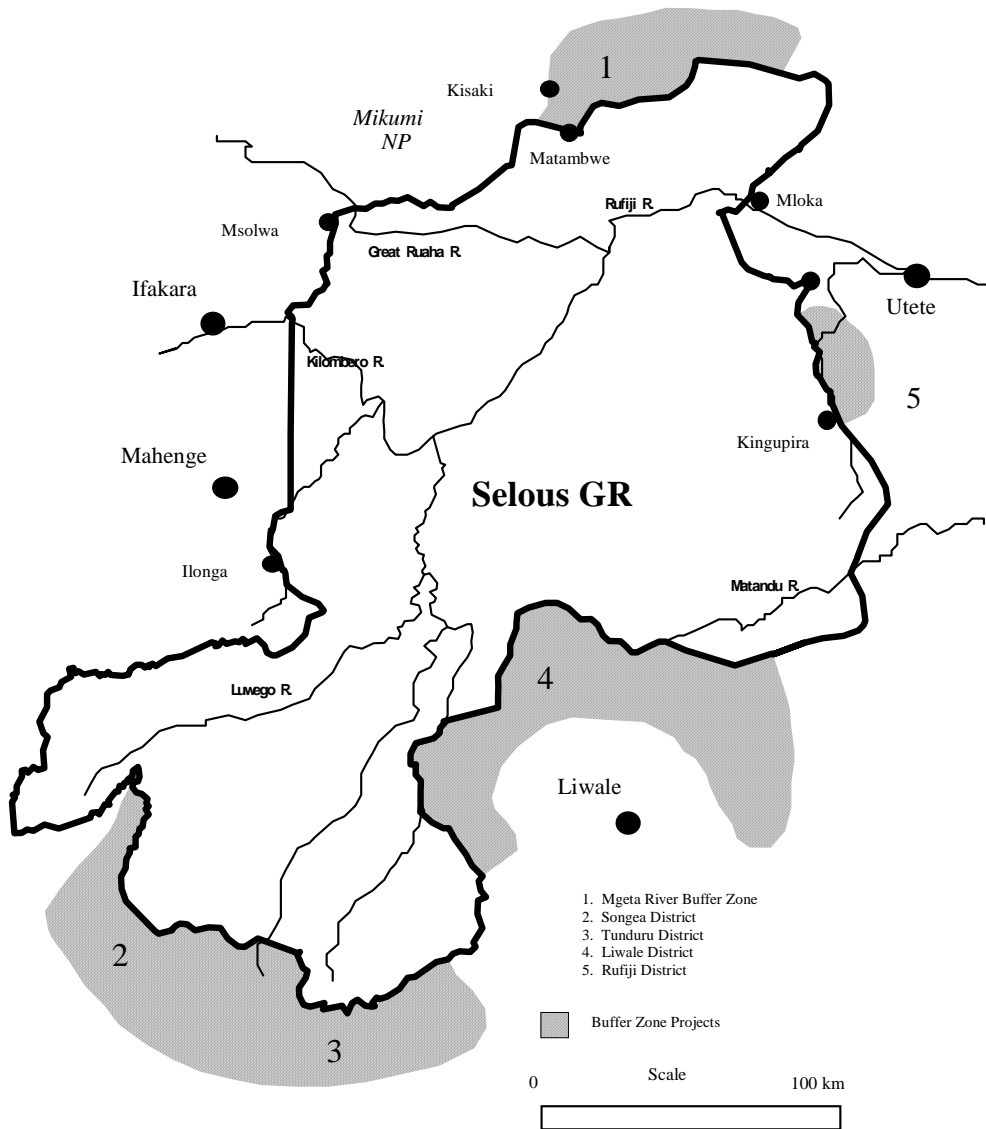 1
Kisaki
Mikumi
NP
Matambwe
Rufiji R.
Mloka
Msolwa
Great Ruaha R.
Ifakara
Utete
Kilombero R.
5
Kingupira
Mahenge
Selous GR
Ilonga
Matandu R.
4
Luwego R.
Liwale
1. Mgeta River Buffer Zone
2. Songea District
3. Tunduru District
4. Liwale District
5. Rufiji District
2
Buffer Zone Projects
3
Scale
0
100 km